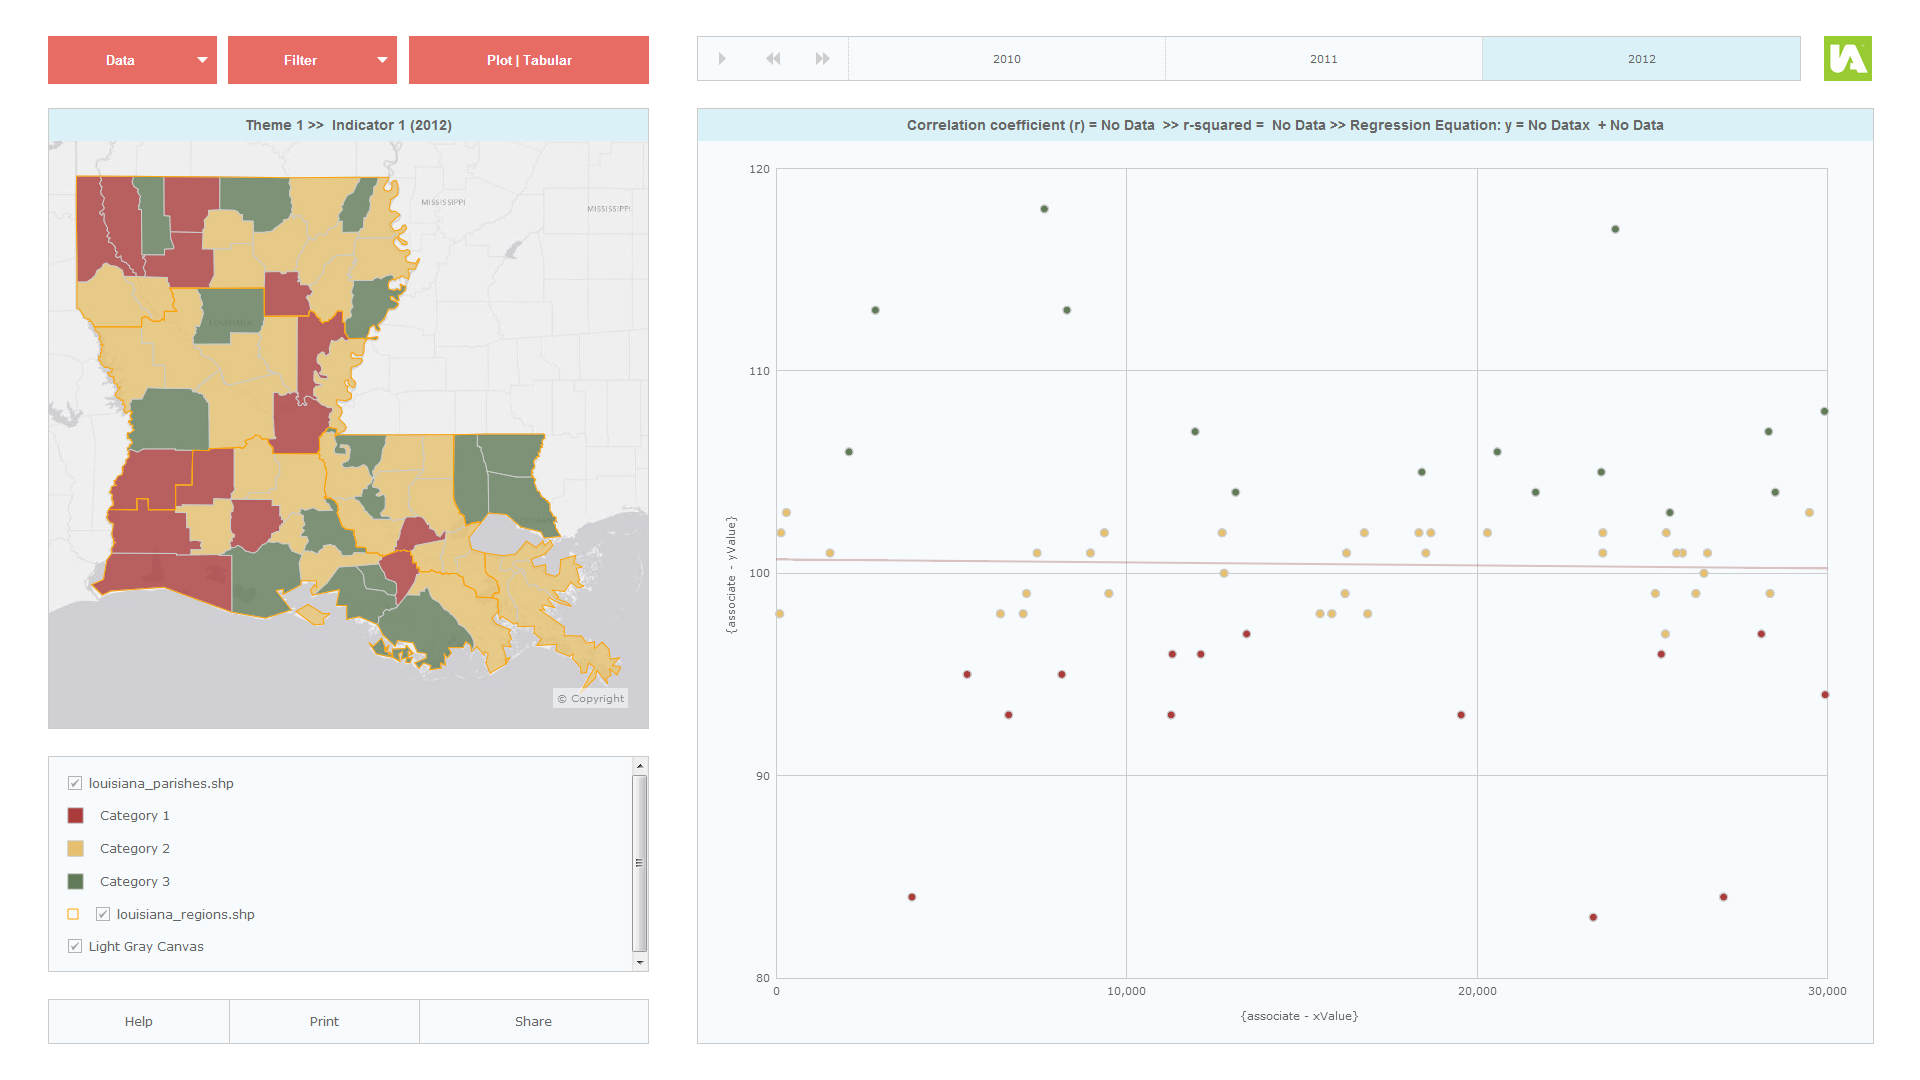 Data
Filter
Plot | Tabular
2010
2011
2012
Theme 1 >> Indicator 1 (2012)
MISSISSIPPI
MISSISSIPPI
LOUISIANA
© Copyright
louisiana_parishes.shp
Category 1
Category 2
Category 3
louisiana_regions.shp
Light Gray Canvas
Help
Print
Share
Correlation coefficient (r) = No Data >> r-squared = No Data >> Regression Equation: y = No Datax + No Data
120
110
100
90
80
{associate - yValue}
0
10,000
20,000
30,000
{associate - xValue}